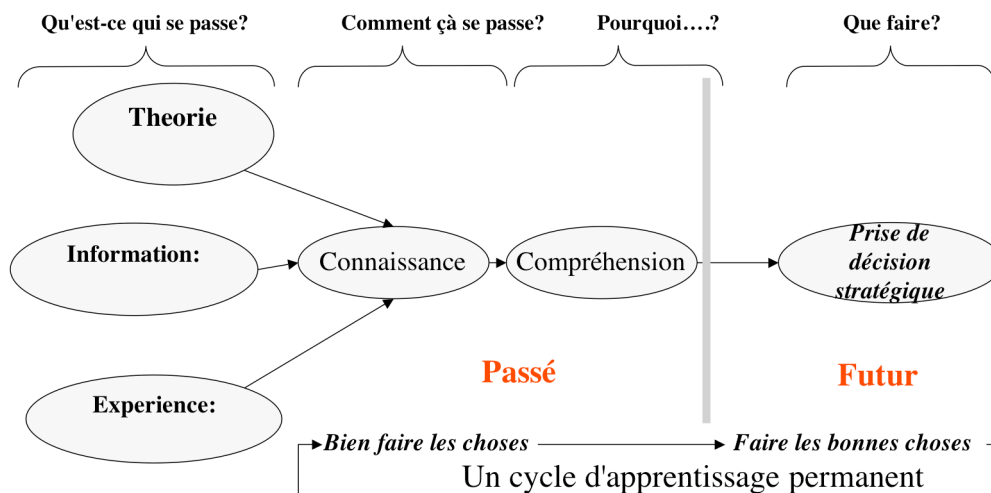 Qu'est-ce qui se passe?
Comment çà se passe?
Pourquoi….?
Que faire?
Theorie
Information:
Connaissance
Compréhension
Prise de
décision
stratégique
Experience:
Passé
Futur
Bien faire les choses
Faire les bonnes choses
Un cycle d'apprentissage permanent